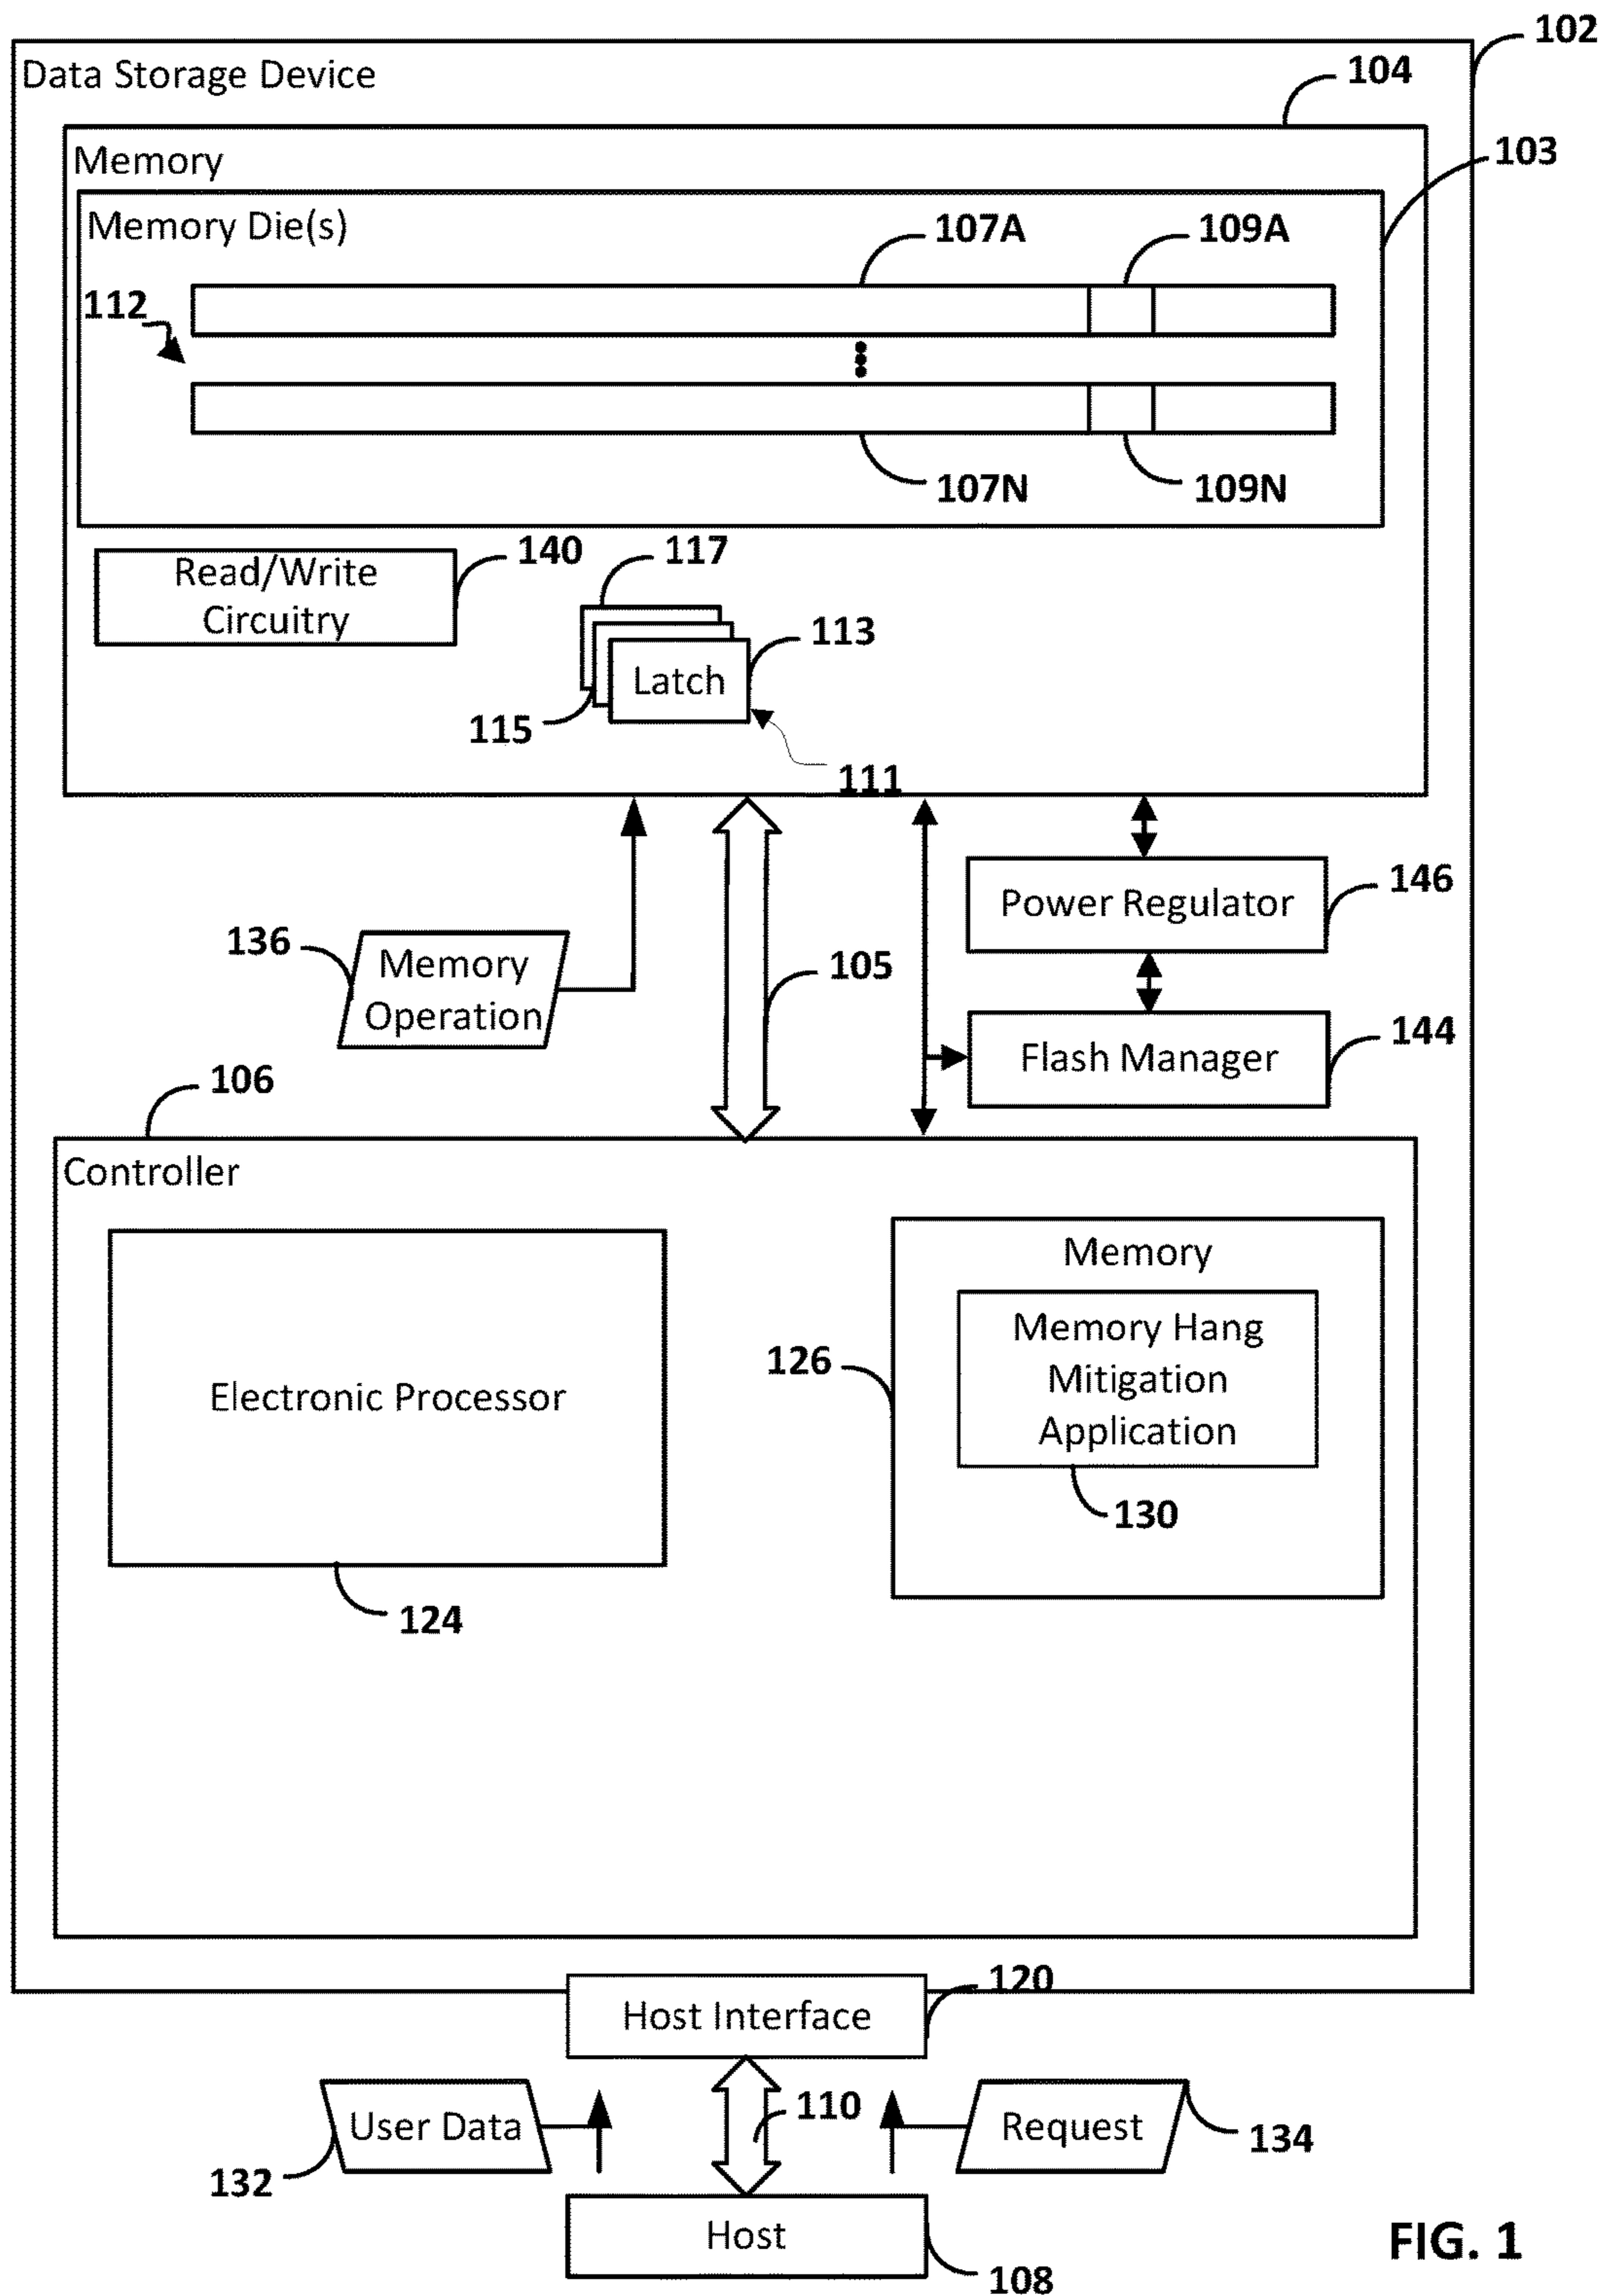 102
Data Storage Device
104
Memory
103
Memory Die(s)
107A
109A
112
107N
109N
140
Read/Write
Circuitry
117
113
Latch
115
111
146
Power Regulator
136
Memory
Operation
105
144
Flash Manager
106
Controller
Memory
Memory Hang
Mitigation
Application
126
Electronic Processor
130
124
120
Host Interface
110
User Data
Request
132
134
Host
108
FIG. 1